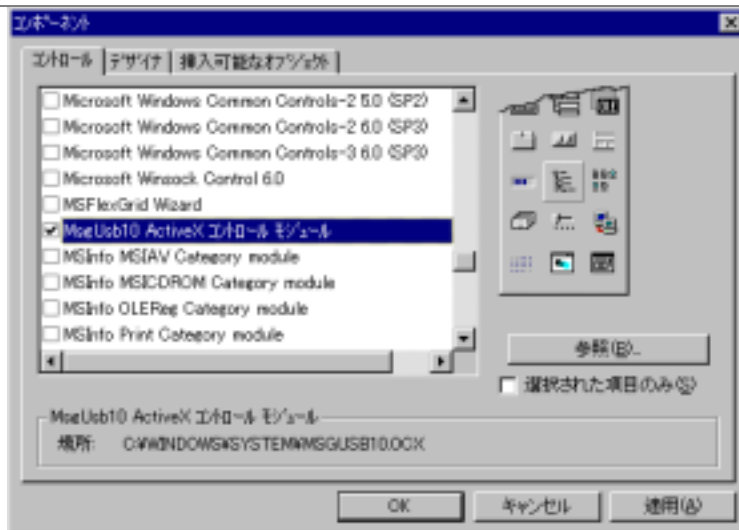 コンポーネント
コントロール デザイナ 挿入可能なオブジェクト
Microsoft Windows Common Controls-2 5.0 (SP2)
Microsoft Windows Common Controls-2 6.0 (SP3)
Microsoft Windows Common Controls-3 6.0 (SP3)
Microsoft Winsock Control 6.0
MSFlexGrid Wizard
MsgUsb10 ActiveX コントロール モジュール
MSInfo MSIAV Category module
MSInfo MSICDROM Category module
MSInfo OLEReg Category module
MSInfo Print Category module
参照(B)...
選択された項目のみ(S)
MsgUsb10 ActiveX コントロール モジュール
場所: C:¥WINDOWS¥SYSTEM¥MSGUSB10.OCX
OK キャンセル 適用(A)